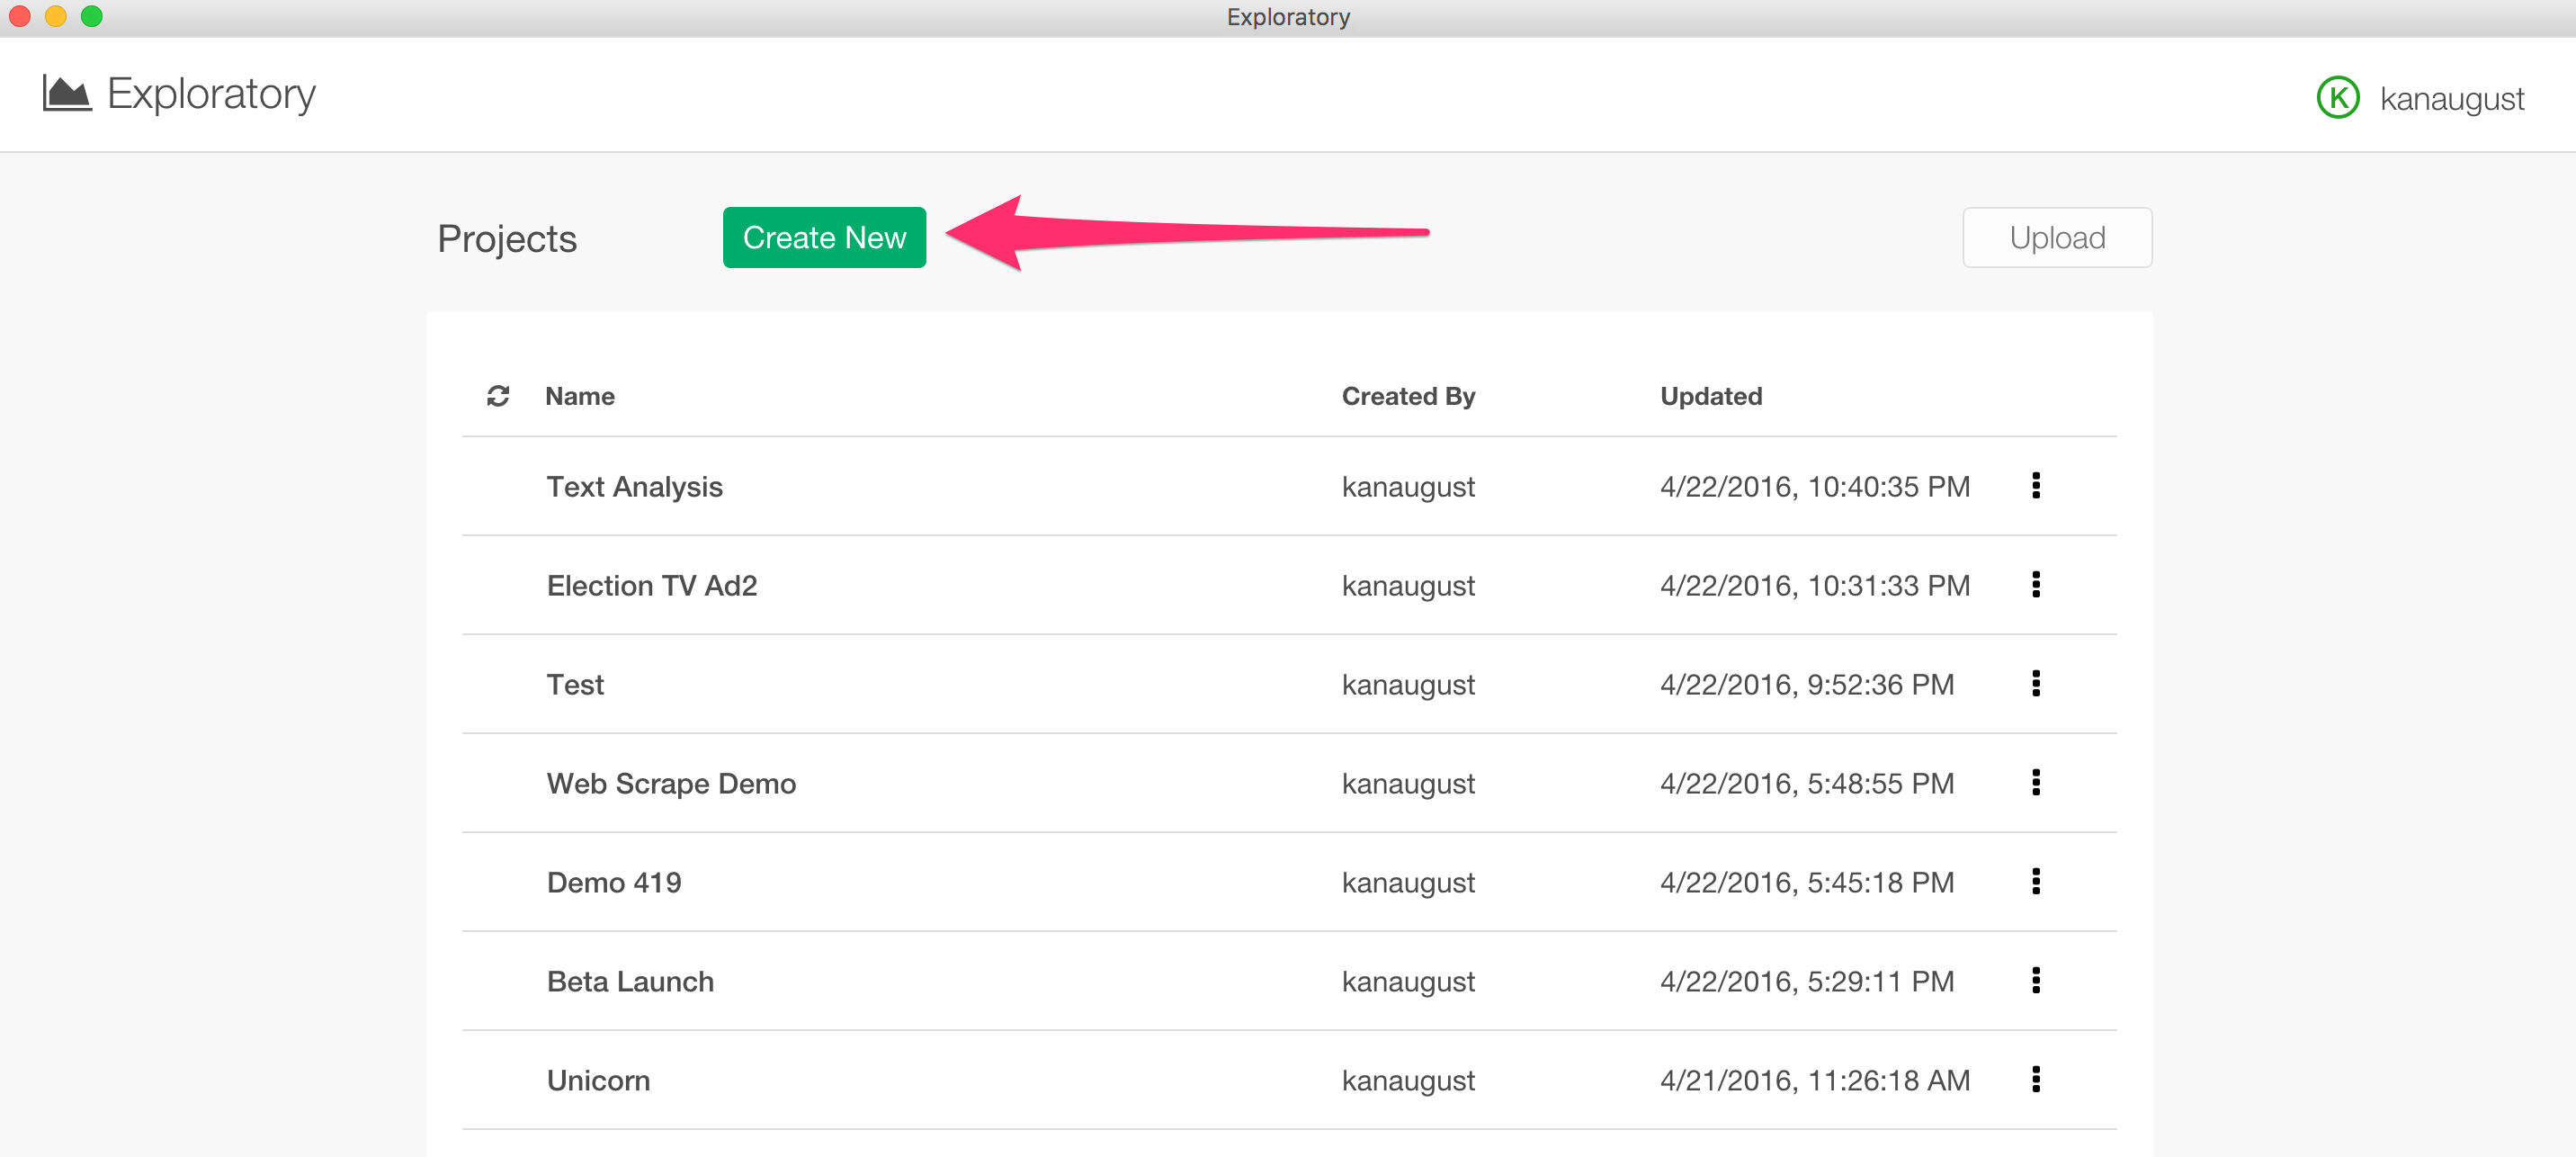 Exploratory
Exploratory
K kanaugust
Projects Create New Upload
Name Created By Updated
Text Analysis kanaugust 4/22/2016, 10:40:35 PM
Election TV Ad2 kanaugust 4/22/2016, 10:31:33 PM
Test kanaugust 4/22/2016, 9:52:36 PM
Web Scrape Demo kanaugust 4/22/2016, 5:48:55 PM
Demo 419 kanaugust 4/22/2016, 5:45:18 PM
Beta Launch kanaugust 4/22/2016, 5:29:11 PM
Unicorn kanaugust 4/21/2016, 11:26:18 AM